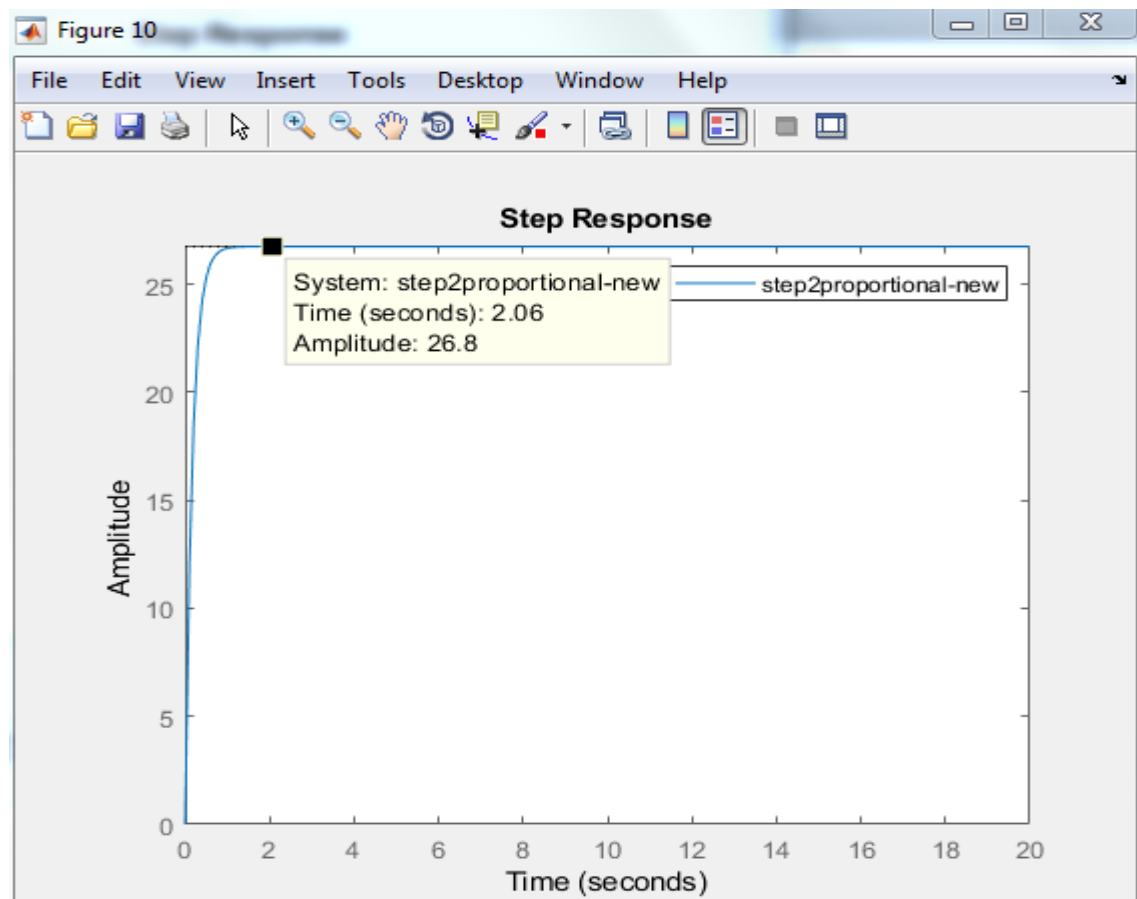 Figure 10
Step Response
File Edit View Insert Tools Desktop Window Help
Step Response
System: step2proportional-new
Time (seconds): 2.06
Amplitude: 26.8
step2proportional-new
Amplitude
25
20
15
10
5
0
0 2 4 6 8 10 12 14 16 18 20
Time (seconds)